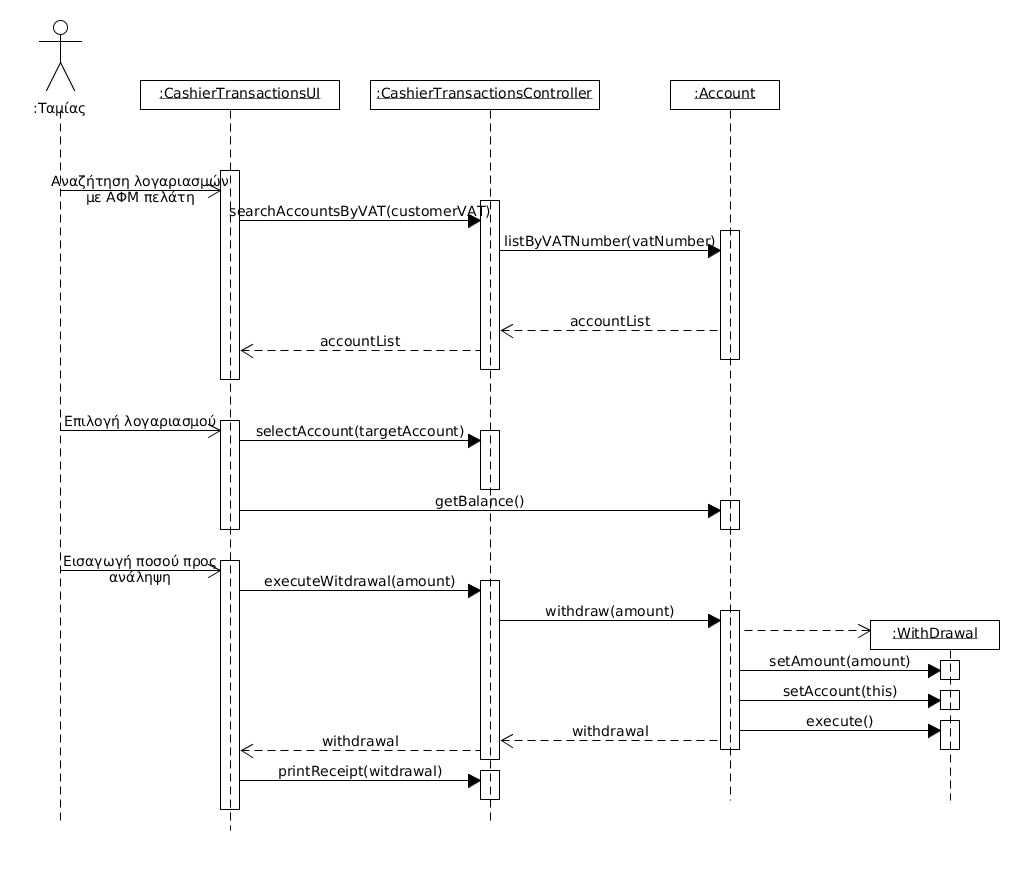 :Ταμίας
:CashierTransactionsUI
:CashierTransactionsController
:Account
Αναζήτηση λογαριασμών
με ΑΦΜ πελάτη
searchAccountsByVAT(customerVAT)
listByVATNumber(vatNumber)
accountList
accountList
Επιλογή λογαριασμού
selectAccount(targetAccount)
getBalance()
Εισαγωγή ποσού προς
ανάληψη
executeWitdrawal(amount)
withdraw(amount)
:WithDrawal
setAmount(amount)
setAccount(this)
execute()
withdrawal
withdrawal
printReceipt(witdrawal)